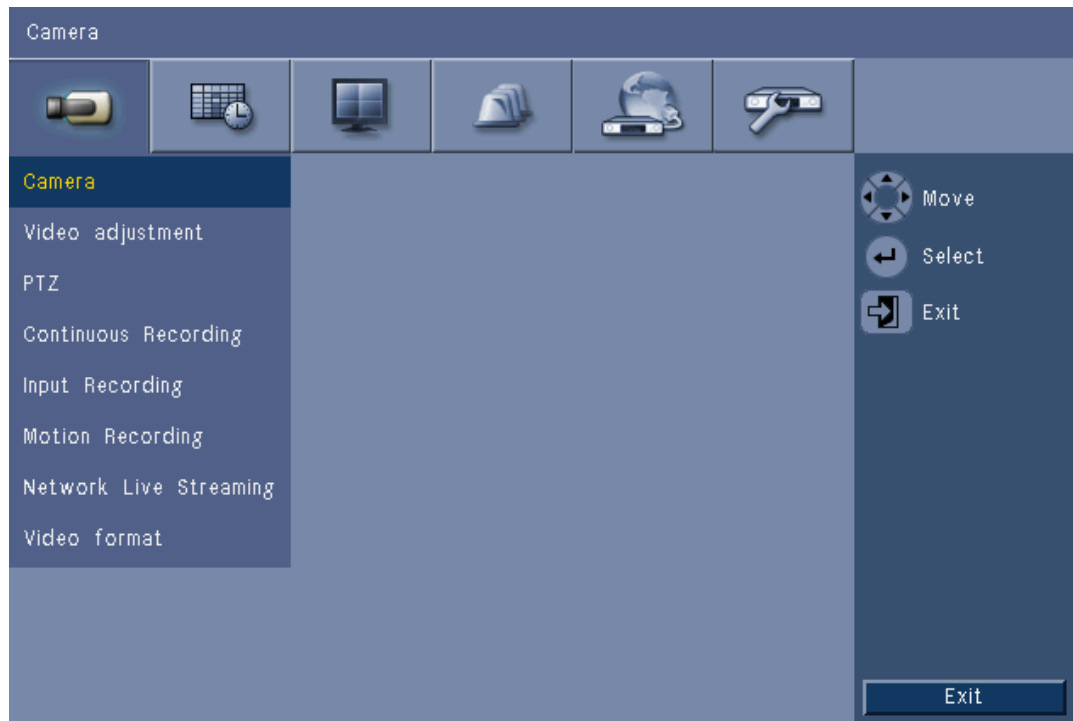 Camera
Camera
Video adjustment
PTZ
Continuous Recording
Input Recording
Motion Recording
Network Live Streaming
Video format
Move
Select
Exit
Exit